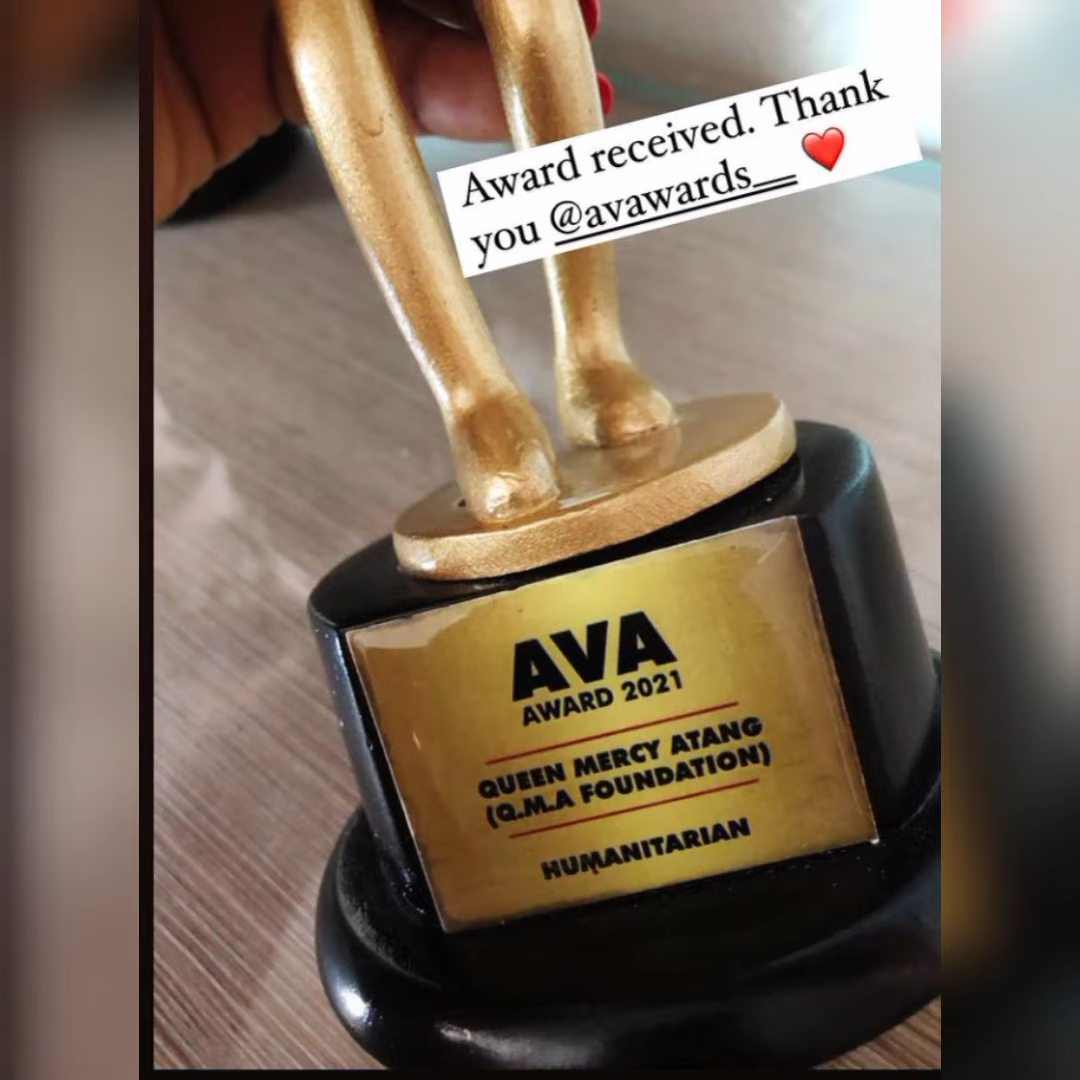 Award received. Thank
you @avawards__ ❤️
AVA
AWARD 2021
QUEEN MERCY ATANG
(Q.M.A FOUNDATION)
HUMANITARIAN